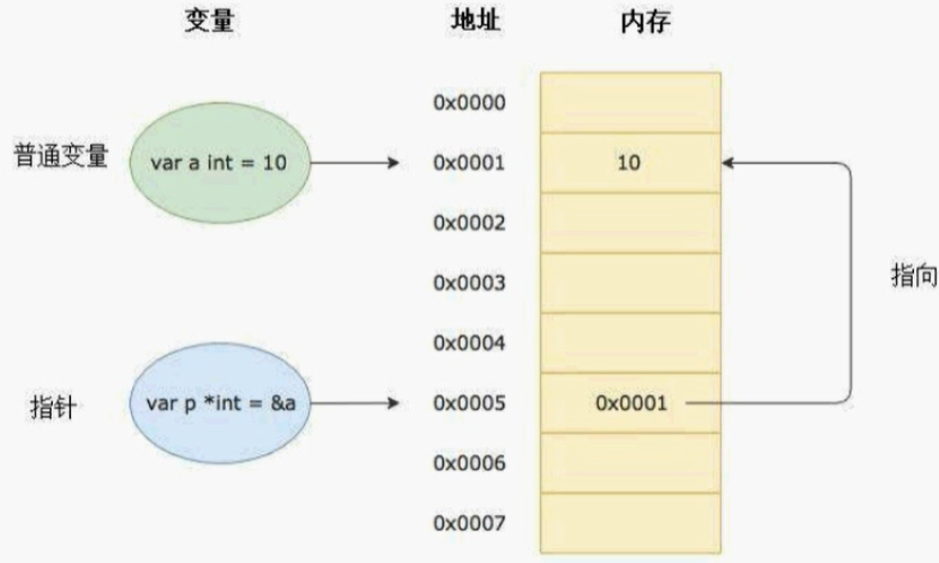 变量 地址 内存
0x0000
普通变量 var a int = 10 0x0001 10
0x0002
0x0003 指向
0x0004
指针 var p *int = &a 0x0005 0x0001
0x0006
0x0007